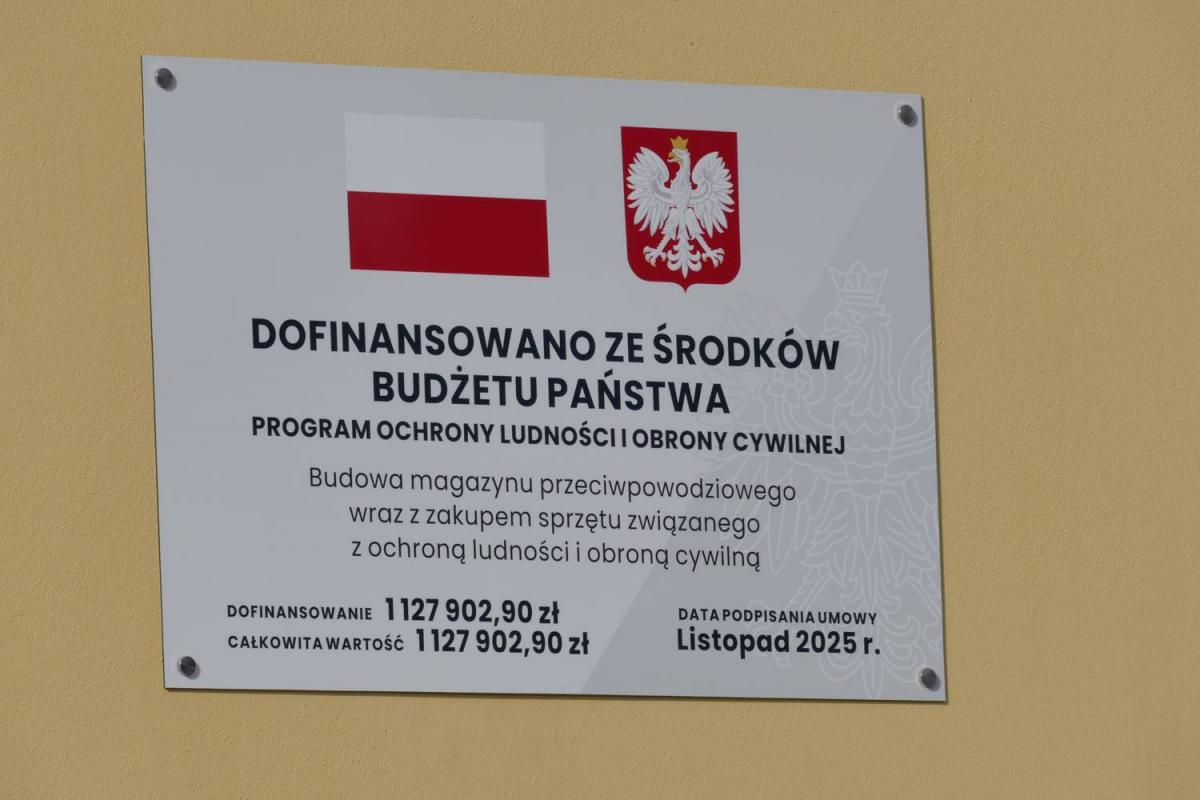 DOFINANSOWANO ZE ŚRODKÓW
BUDŻETU PAŃSTWA
PROGRAM OCHRONY LUDNOŚCI I OBRONY CYWILNEJ
Budowa magazynu przeciwpowodziowego
wraz z zakupem sprzętu związanego
z ochroną ludności i obroną cywilną
DOFINANSOWANIE 1 127 902,90 zł
CAŁKOWITA WARTOŚĆ 1 127 902,90 zł
DATA PODPISANIA UMOWY
Listopad 2025 r.